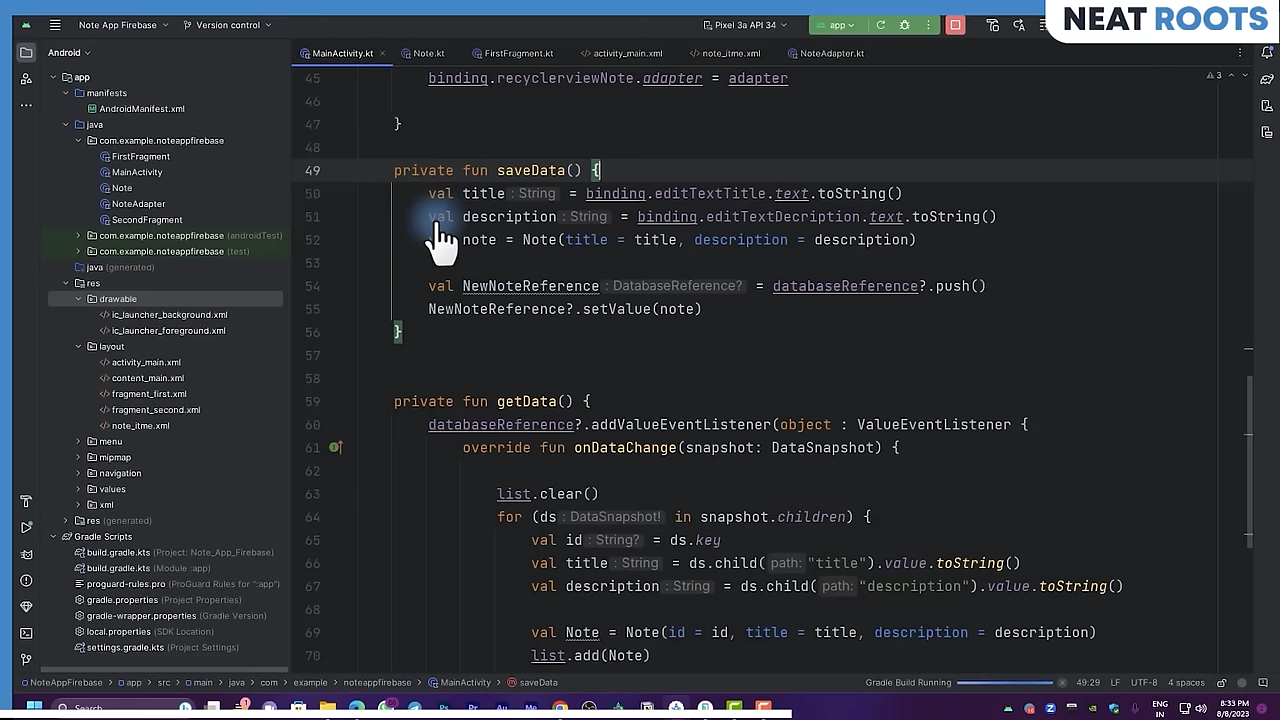 NEAT ROOTS
Note App Firebase
Version control
Pixel 3a API 34
app
Android
MainActivity.kt
Note.kt
FirstFragment.kt
activity_main.xml
note_itme.xml
NoteAdapter.kt
app
manifests
AndroidManifest.xml
java
com.example.noteappfirebase
FirstFragment
MainActivity
Note
NoteAdapter
SecondFragment
com.example.noteappfirebase (androidTest)
com.example.noteappfirebase (test)
java (generated)
res
drawable
ic_launcher_background.xml
ic_launcher_foreground.xml
layout
activity_main.xml
content_main.xml
fragment_first.xml
fragment_second.xml
note_itme.xml
menu
mipmap
navigation
values
xml
res (generated)
Gradle Scripts
build.gradle.kts (Project: Note_App_Firebase)
build.gradle.kts (Module :app)
proguard-rules.pro (ProGuard Rules for ":app")
gradle.properties (Project Properties)
gradle-wrapper.properties (Gradle Version)
local.properties (SDK Location)
settings.gradle.kts (Project Settings)
3
45 binding.recyclerviewNote.adapter = adapter
46
47 }
48
49 private fun saveData() {
50 val title : String = binding.editTextTitle.text.toString()
51 val description : String = binding.editTextDecription.text.toString()
52 note = Note(title = title, description = description)
53
54 val NewNoteReference : DatabaseReference? = databaseReference?.push()
55 NewNoteReference?.setValue(note)
56 }
57
58
59 private fun getData() {
60 databaseReference?.addValueEventListener(object : ValueEventListener {
61 override fun onDataChange(snapshot: DataSnapshot) {
62
63 list.clear()
64 for (ds : DataSnapshot! in snapshot.children) {
65 val id : String? = ds.key
66 val title : String = ds.child( path: "title").value.toString()
67 val description : String = ds.child( path: "description").value.toString()
68
69 val Note = Note(id = id, title = title, description = description)
70 list.add(Note)
NoteAppFirebase > app > src > main > java > com > example > noteappfirebase > MainActivity > saveData
Gradle Build Running
49:29 LF UTF-8 4 spaces
Search
ENG
IN
8:33 PM
8/8/2023